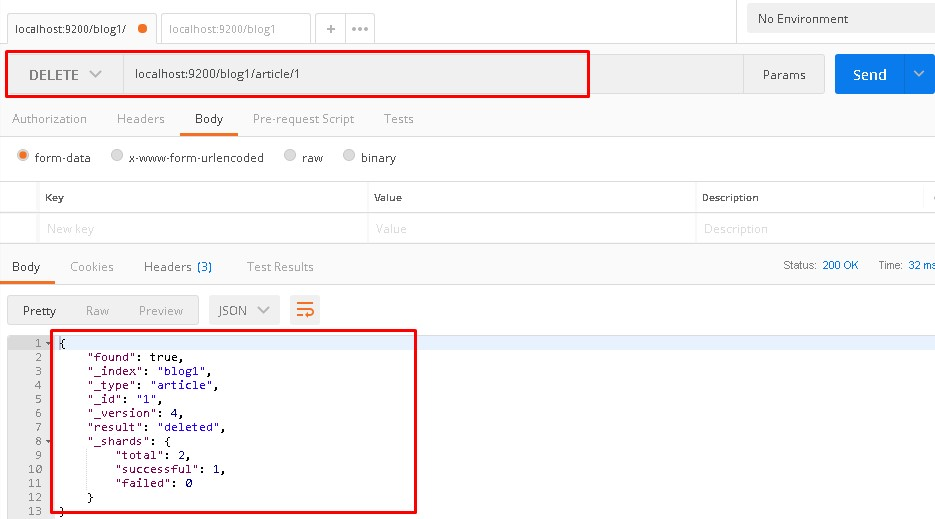 localhost:9200/blog1/ localhost:9200/blog1 + ••• No Environment
DELETE localhost:9200/blog1/article/1 Params Send
Authorization Headers Body Pre-request Script Tests
form-data x-www-form-urlencoded raw binary
Key Value Description
New key Value Description
Body Cookies Headers (3) Test Results Status: 200 OK Time: 32 ms
Pretty Raw Preview JSON
1 {
2 "found": true,
3 "_index": "blog1",
4 "_type": "article",
5 "_id": "1",
6 "_version": 4,
7 "result": "deleted",
8 "_shards": {
9 "total": 2,
10 "successful": 1,
11 "failed": 0
12 }
13 }